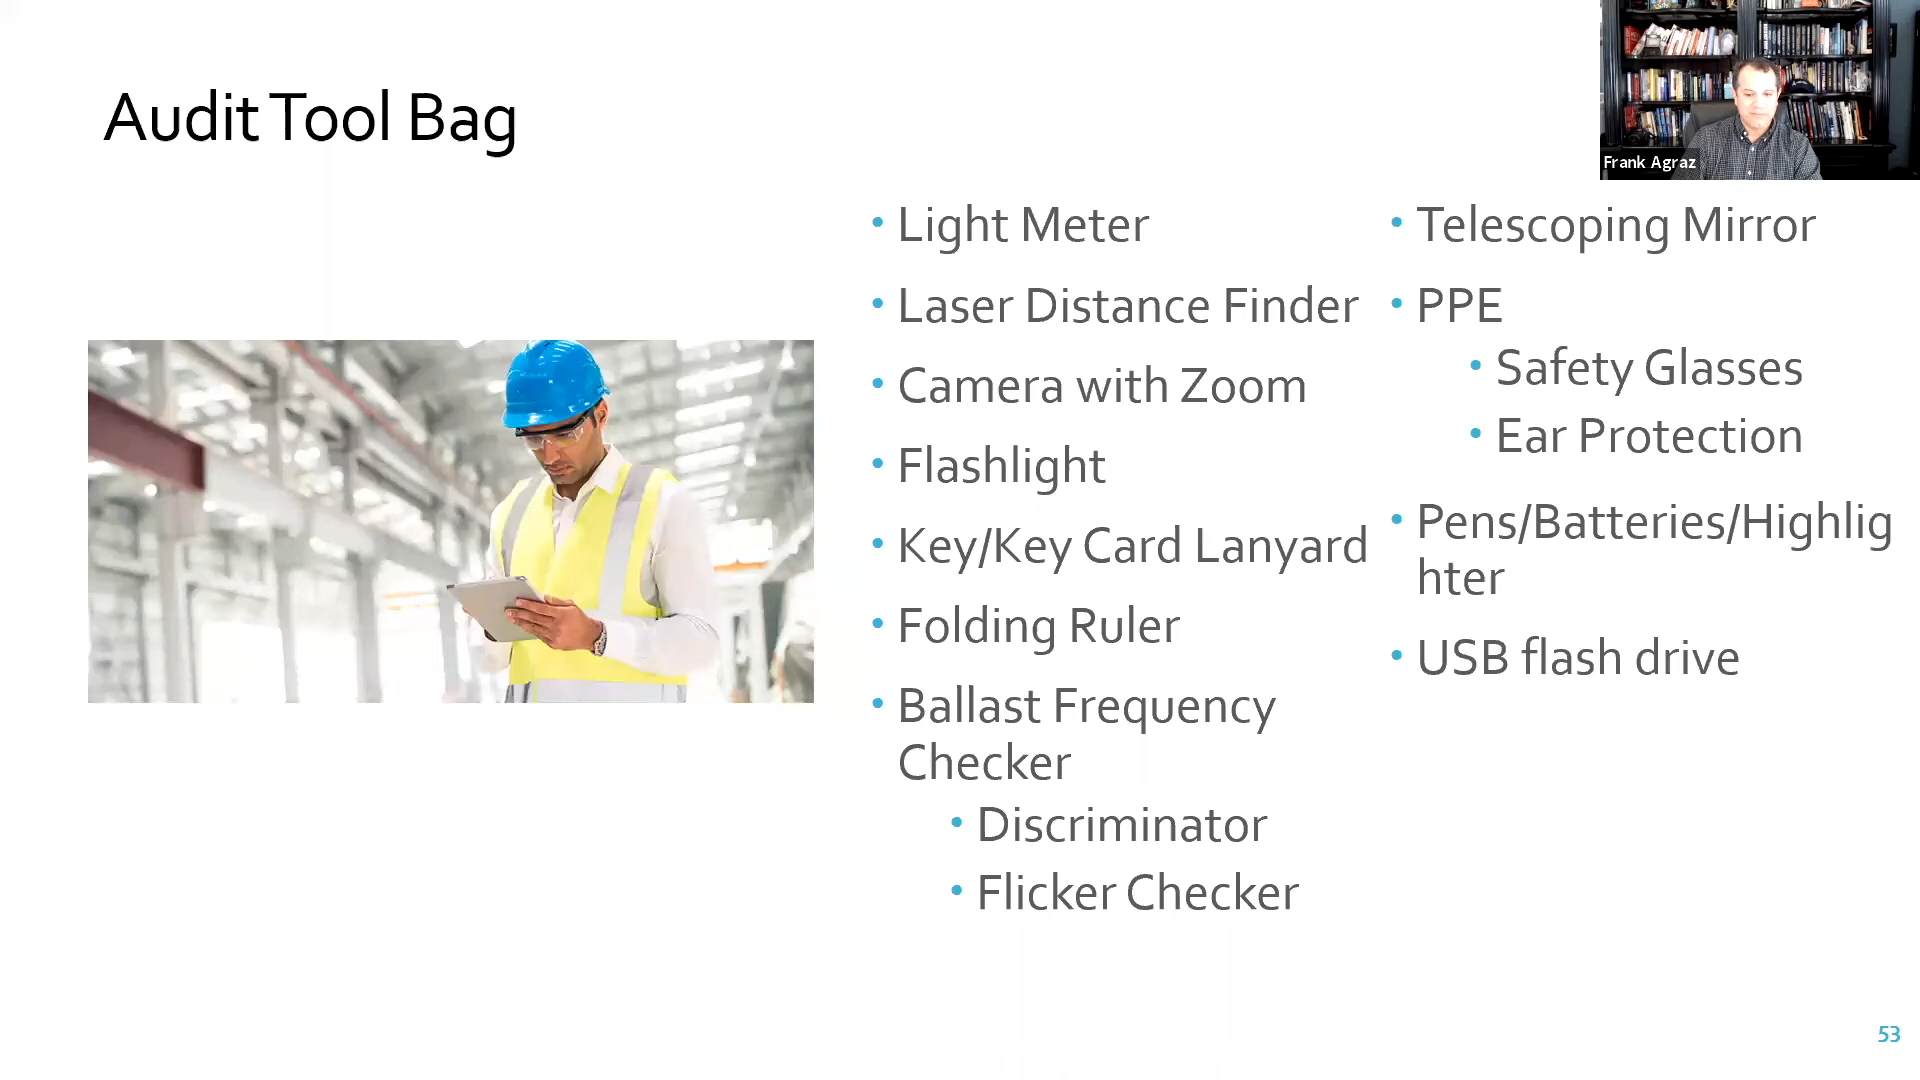 Audit Tool Bag
Frank Agraz
• Light Meter
• Laser Distance Finder
• Camera with Zoom
• Flashlight
• Key/Key Card Lanyard
• Folding Ruler
• Ballast Frequency
Checker
• Discriminator
• Flicker Checker
• Telescoping Mirror
• PPE
• Safety Glasses
• Ear Protection
• Pens/Batteries/Highlig
hter
• USB flash drive
53